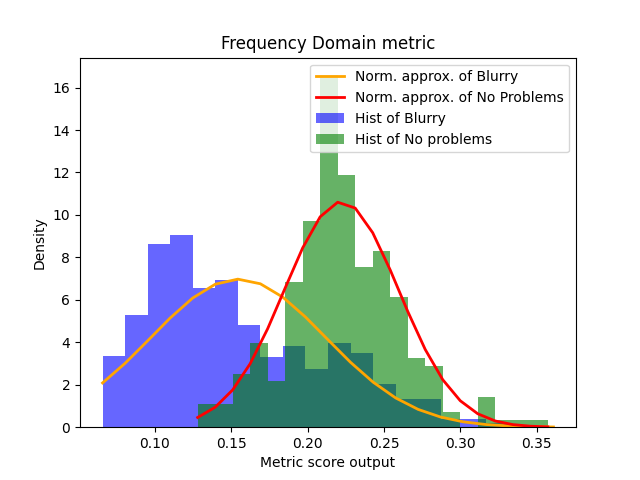 Frequency Domain metric
Norm. approx. of Blurry
Norm. approx. of No Problems
Hist of Blurry
Hist of No problems
Density
16
14
12
10
8
6
4
2
0
0.10 0.15 0.20 0.25 0.30 0.35
Metric score output